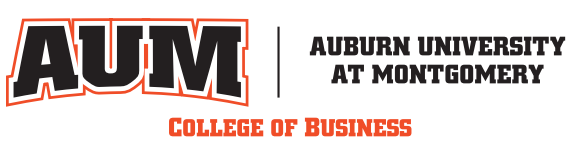 AUM
AUBURN UNIVERSITY
AT MONTGOMERY
COLLEGE OF BUSINESS